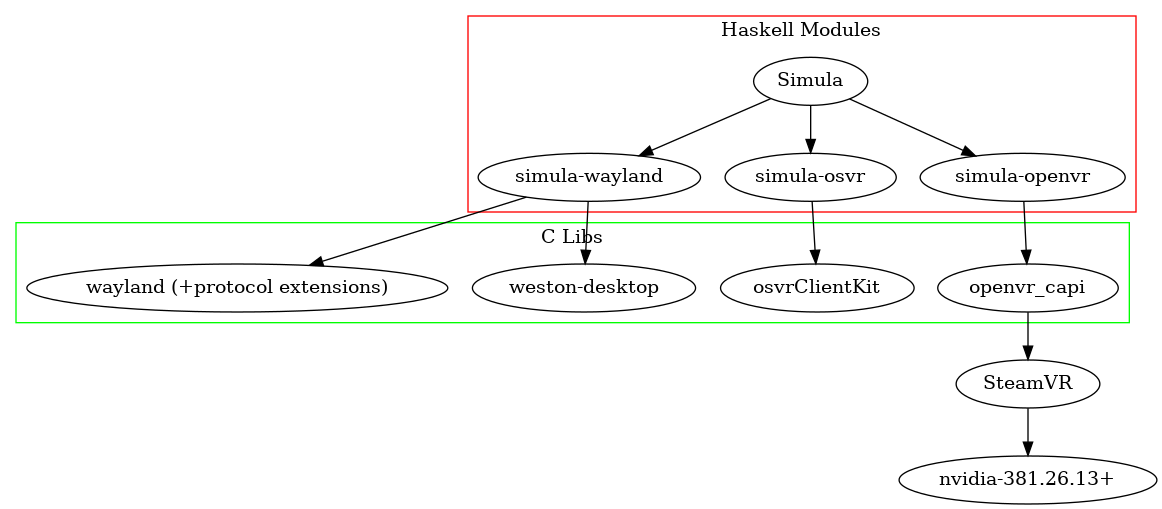 Haskell Modules
Simula
simula-wayland
simula-osvr
simula-openvr
C Libs
wayland (+protocol extensions)
weston-desktop
osvrClientKit
openvr_capi
SteamVR
nvidia-381.26.13+